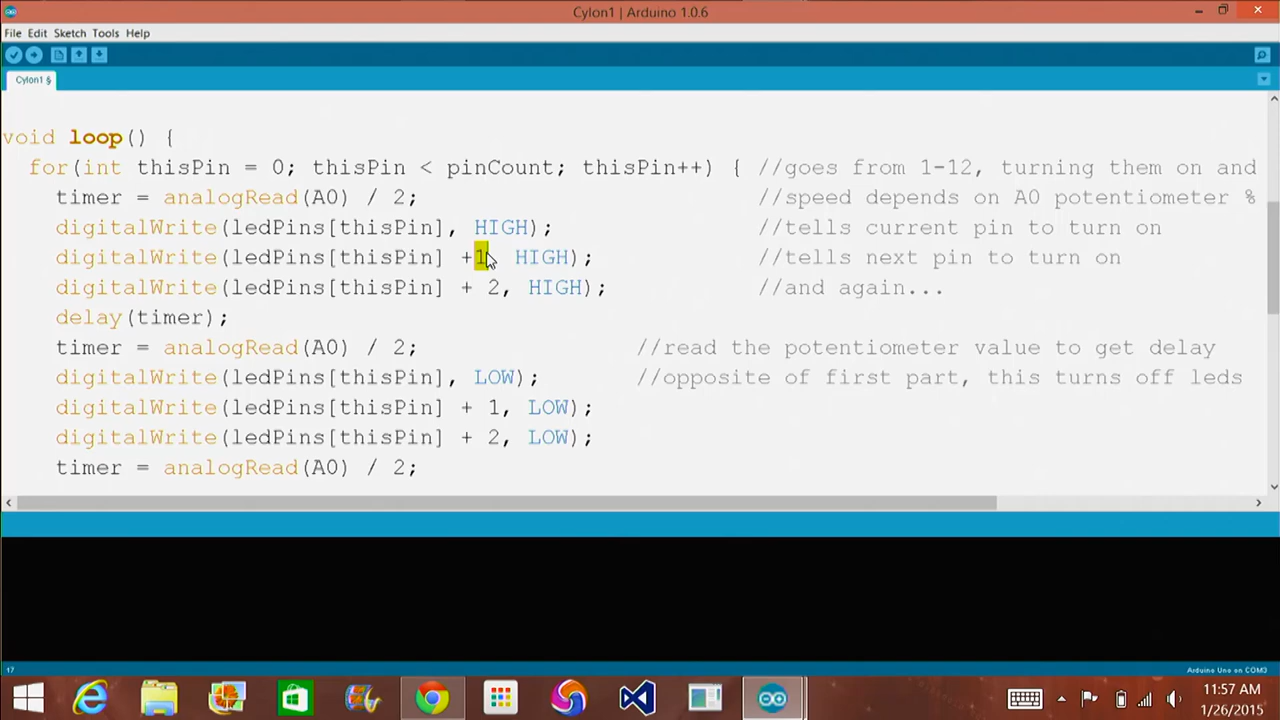 Cylon1 | Arduino 1.0.6
File Edit Sketch Tools Help
Cylon1 §
void loop() {
for(int thisPin = 0; thisPin < pinCount; thisPin++) { //goes from 1-12, turning them on and
timer = analogRead(A0) / 2; //speed depends on A0 potentiometer %
digitalWrite(ledPins[thisPin], HIGH); //tells current pin to turn on
digitalWrite(ledPins[thisPin] +1, HIGH); //tells next pin to turn on
digitalWrite(ledPins[thisPin] + 2, HIGH); //and again...
delay(timer);
timer = analogRead(A0) / 2; //read the potentiometer value to get delay
digitalWrite(ledPins[thisPin], LOW); //opposite of first part, this turns off leds
digitalWrite(ledPins[thisPin] + 1, LOW);
digitalWrite(ledPins[thisPin] + 2, LOW);
timer = analogRead(A0) / 2;
17
Arduino Uno on COM3
11:57 AM
1/26/2015